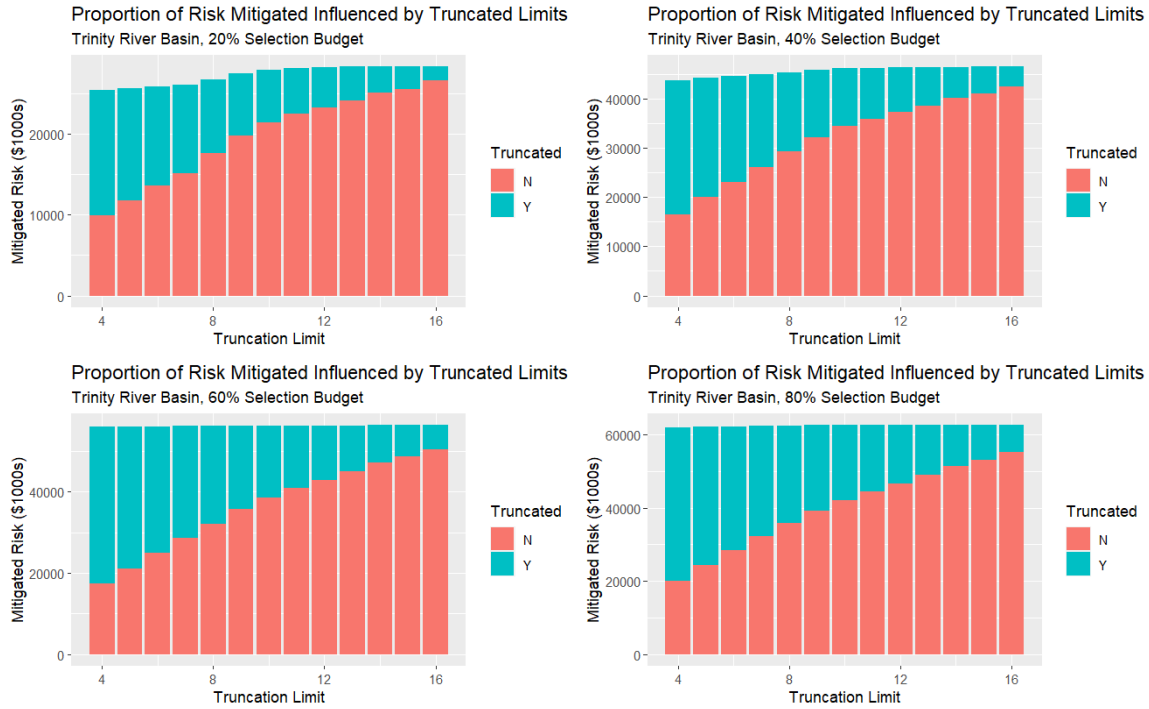 Proportion of Risk Mitigated Influenced by Truncated Limits
Trinity River Basin, 20% Selection Budget
Mitigated Risk ($1000s)
20000
10000
0
4
8
12
16
Truncation Limit
Truncated
N
Y
Proportion of Risk Mitigated Influenced by Truncated Limits
Trinity River Basin, 40% Selection Budget
Mitigated Risk ($1000s)
40000
30000
20000
10000
0
4
8
12
16
Truncation Limit
Truncated
N
Y
Proportion of Risk Mitigated Influenced by Truncated Limits
Trinity River Basin, 60% Selection Budget
Mitigated Risk ($1000s)
40000
20000
0
4
8
12
16
Truncation Limit
Truncated
N
Y
Proportion of Risk Mitigated Influenced by Truncated Limits
Trinity River Basin, 80% Selection Budget
Mitigated Risk ($1000s)
60000
40000
20000
0
4
8
12
16
Truncation Limit
Truncated
N
Y